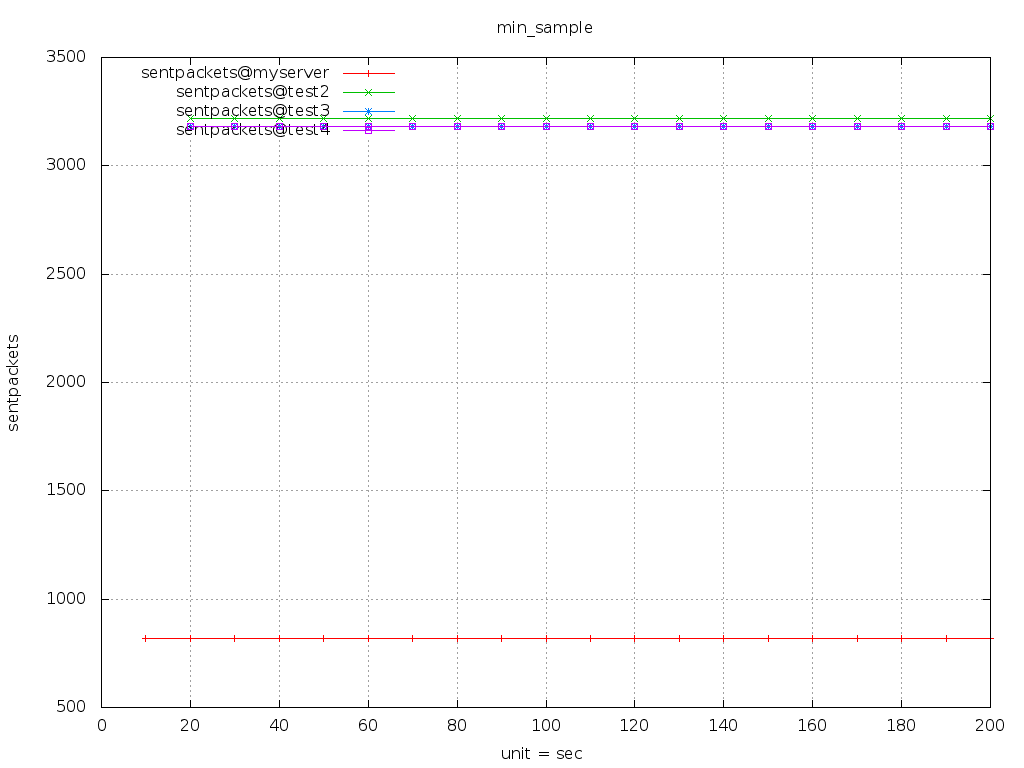 min_sample
3500
sentpackets@myserver
sentpackets@test2
sentpackets@test3
sentpackets@test4
3000
2500
2000
sentpackets
1500
1000
500
0 20 40 60 80 100 120 140 160 180 200
unit = sec